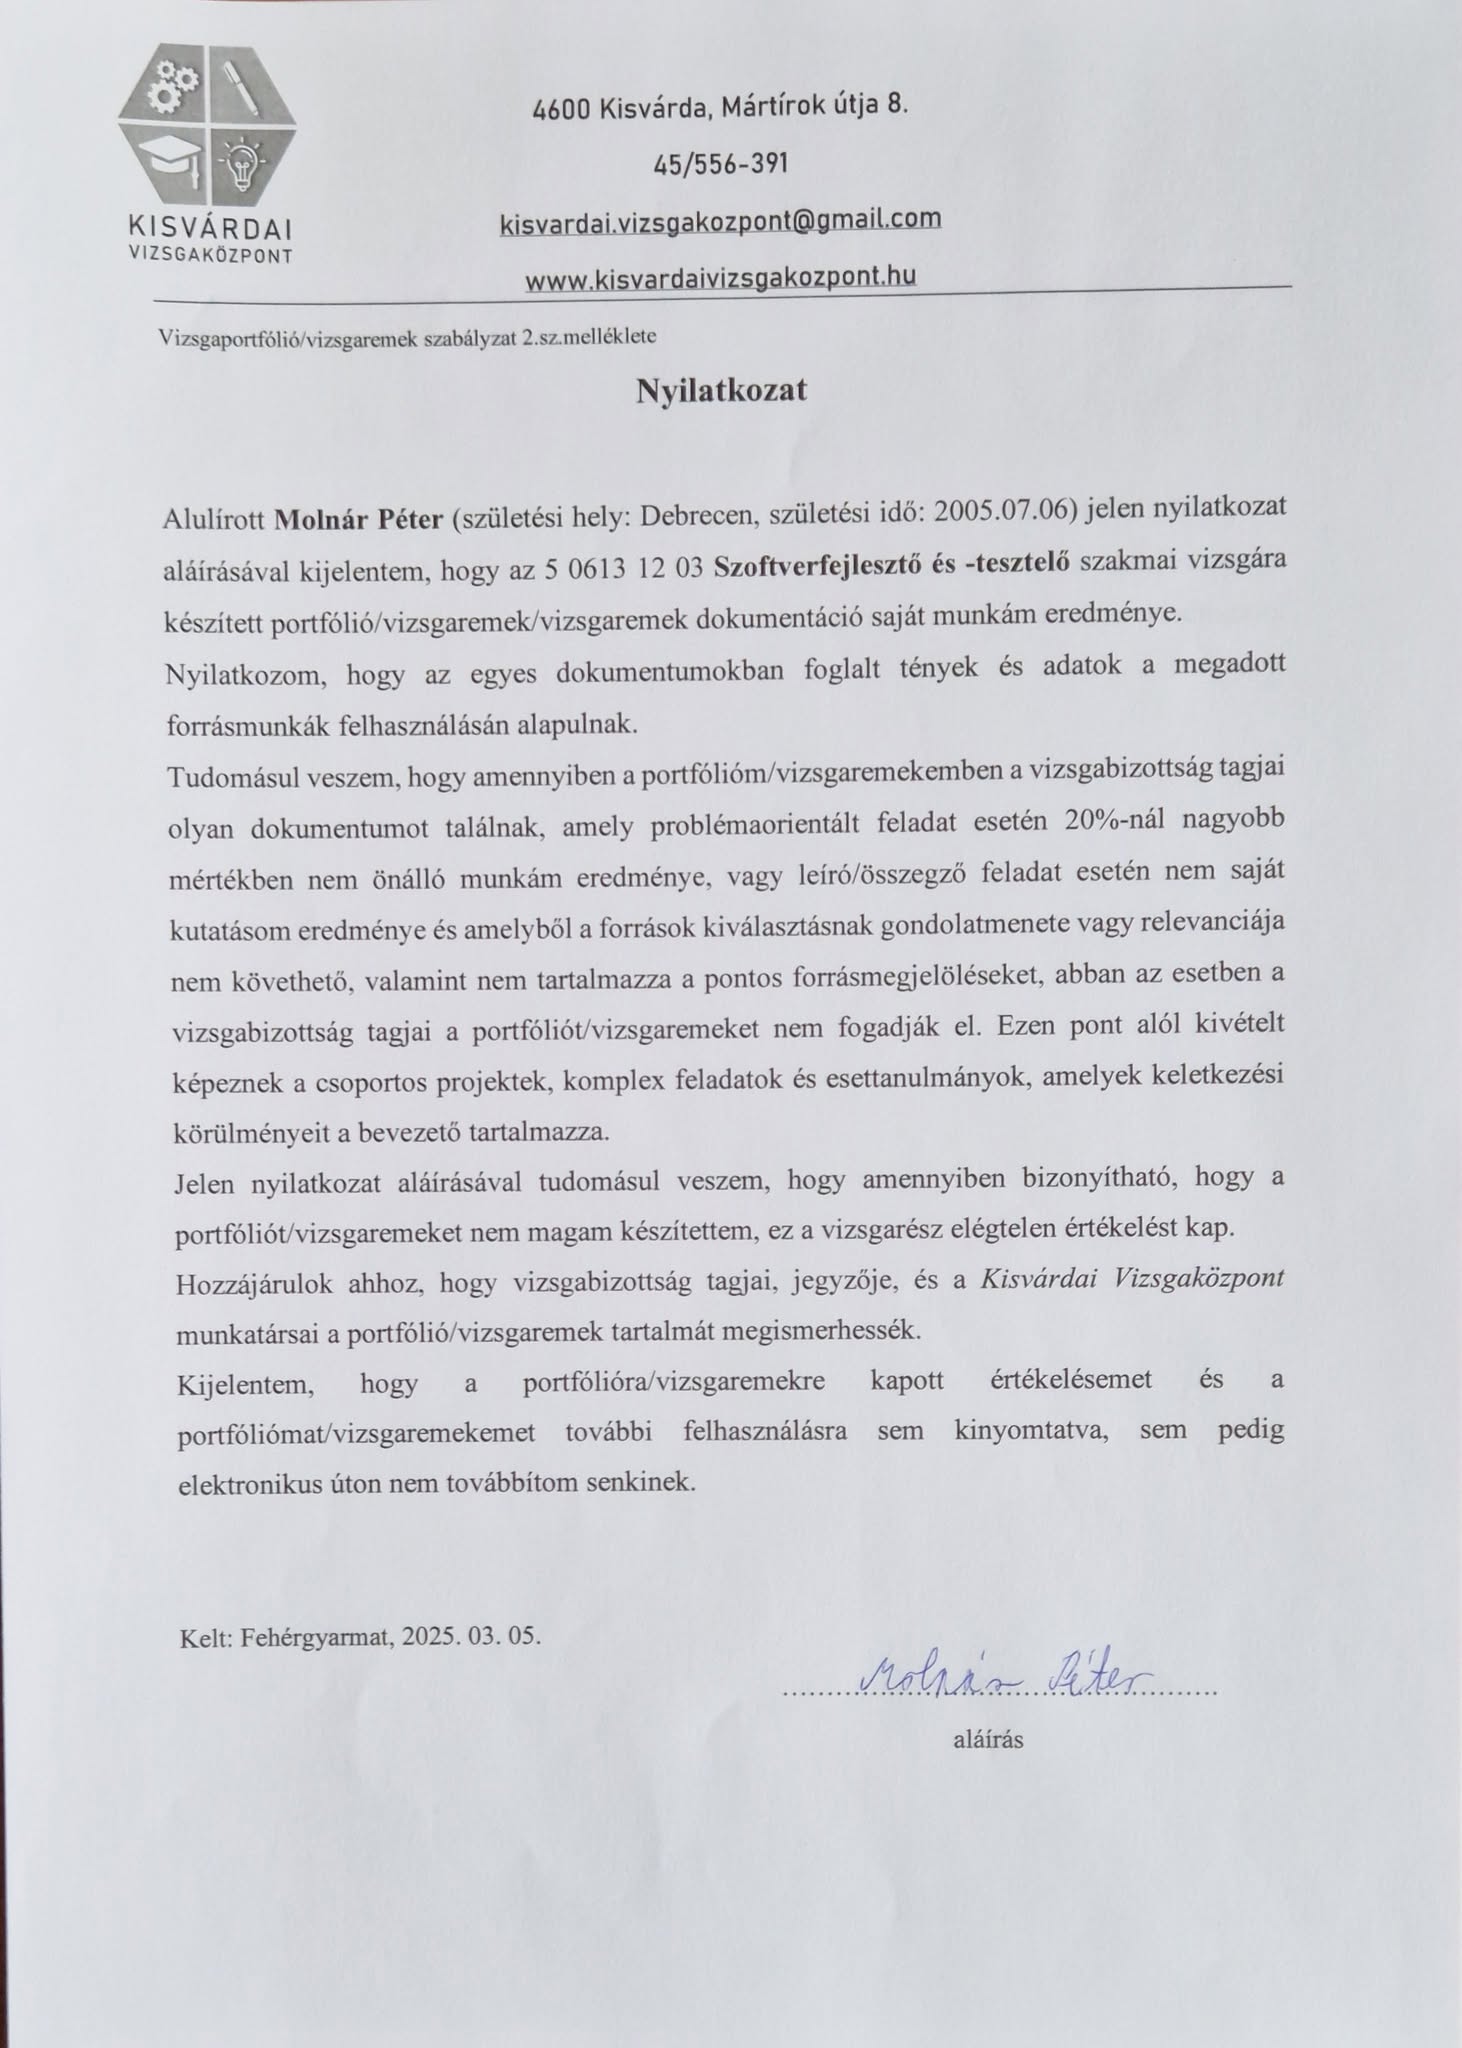 KISVÁRDAI
VIZSGAKÖZPONT
4600 Kisvárda, Mártírok útja 8.
45/556-391
kisvardai.vizsgakozpont@gmail.com
www.kisvardaivizsgakozpont.hu
Vizsgaportfólió/vizsgaremek szabályzat 2.sz.melléklete
Nyilatkozat
Alulírott Molnár Péter (születési hely: Debrecen, születési idő: 2005.07.06) jelen nyilatkozat
aláírásával kijelentem, hogy az 5 0613 12 03 Szoftverfejlesztő és -tesztelő szakmai vizsgára
készített portfólió/vizsgaremek/vizsgaremek dokumentáció saját munkám eredménye.
Nyilatkozom, hogy az egyes dokumentumokban foglalt tények és adatok a megadott
forrásmunkák felhasználásán alapulnak.
Tudomásul veszem, hogy amennyiben a portfólióm/vizsgaremekemben a vizsgabizottság tagjai
olyan dokumentumot találnak, amely problémaorientált feladat esetén 20%-nál nagyobb
mértékben nem önálló munkám eredménye, vagy leíró/összegző feladat esetén nem saját
kutatásom eredménye és amelyből a források kiválasztásnak gondolatmenete vagy relevanciája
nem követhető, valamint nem tartalmazza a pontos forrásmegjelöléseket, abban az esetben a
vizsgabizottság tagjai a portfóliót/vizsgaremeket nem fogadják el. Ezen pont alól kivételt
képeznek a csoportos projektek, komplex feladatok és esettanulmányok, amelyek keletkezési
körülményeit a bevezető tartalmazza.
Jelen nyilatkozat aláírásával tudomásul veszem, hogy amennyiben bizonyítható, hogy a
portfóliót/vizsgaremeket nem magam készítettem, ez a vizsgarész elégtelen értékelést kap.
Hozzájárulok ahhoz, hogy vizsgabizottság tagjai, jegyzője, és a Kisvárdai Vizsgaközpont
munkatársai a portfólió/vizsgaremek tartalmát megismerhessék.
Kijelentem, hogy a portfólióra/vizsgaremekre kapott értékelésemet és a
portfóliómat/vizsgaremekemet további felhasználásra sem kinyomtatva, sem pedig
elektronikus úton nem továbbítom senkinek.
Kelt: Fehérgyarmat, 2025. 03. 05.
Molnár Péter
aláírás